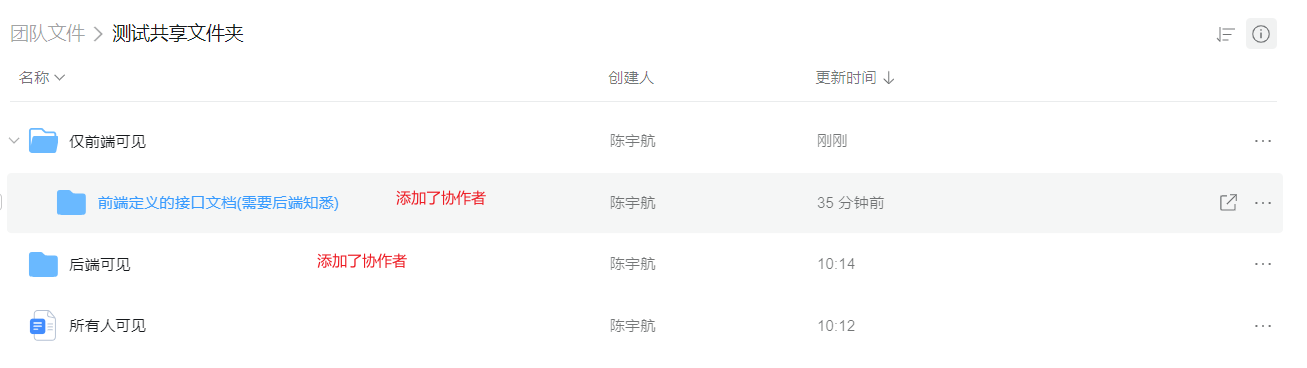 团队文件 > 测试共享文件夹
名称 创建人 更新时间
仅前端可见 陈宇航 刚刚
前端定义的接口文档(需要后端知悉) 添加了协作者 陈宇航 35 分钟前
后端可见 添加了协作者 陈宇航 10:14
所有人可见 陈宇航 10:12